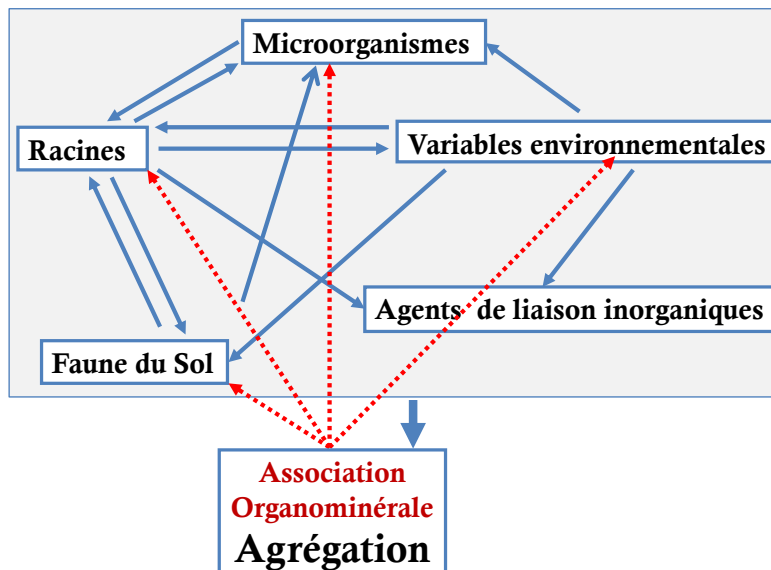 Microorganismes
Racines
Variables environnementales
Agents de liaison inorganiques
Faune du Sol
Association
Organominérale
Agrégation